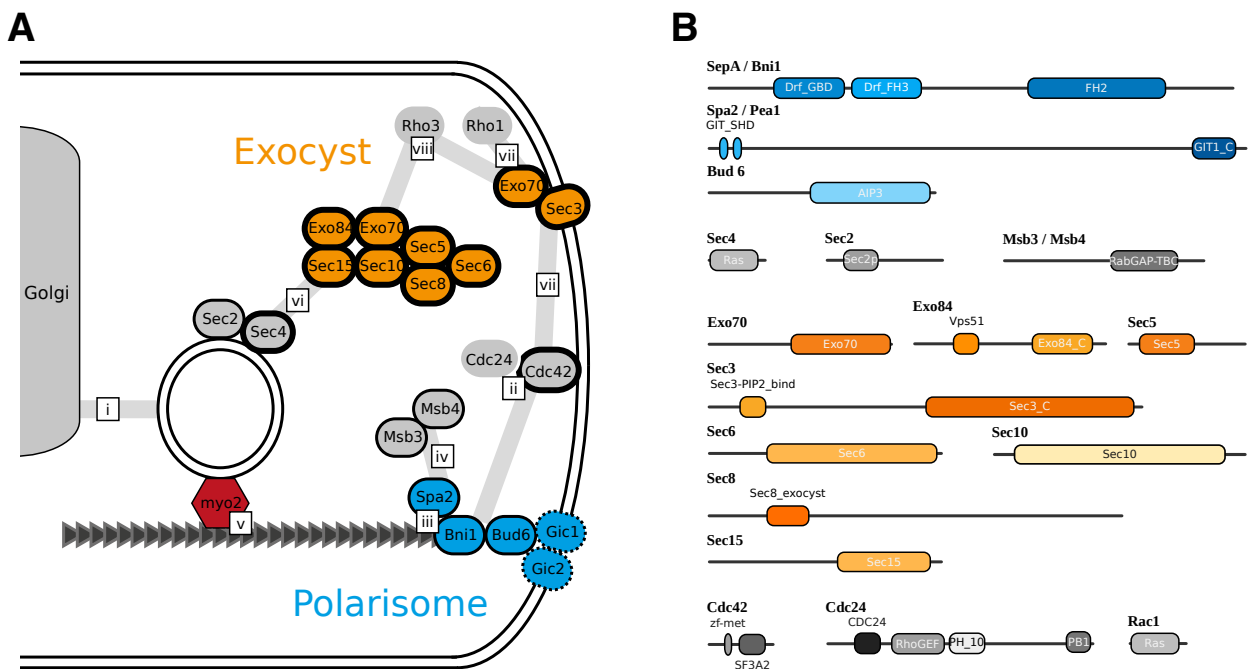 A
Exocyst
Rho3
viii
Rho1
vii
Exo70
Sec3
Exo84
Exo70
Sec5
Sec15
Sec10
Sec6
Sec8
Golgi
vi
vii
Sec2
Sec4
Cdc24
Cdc42
ii
i
Msb4
Msb3
iv
myo2
v
Spa2
iii
Bni1
Bud6
Gic1
Gic2
Polarisome
B
SepA / Bni1
Drf_GBD
Drf_FH3
FH2
Spa2 / Pea1
GIT_SHD
GIT1_C
Bud 6
AIP3
Sec4
Sec2
Msb3 / Msb4
Ras
Sec2p
RabGAP-TBC
Exo70
Exo84
Vps51
Sec5
Exo70
Exo84_C
Sec5
Sec3
Sec3-PIP2_bind
Sec3_C
Sec6
Sec10
Sec6
Sec10
Sec8
Sec8_exocyst
Sec15
Sec15
Cdc42
Cdc24
Rac1
zf-met
CDC24
SF3A2
RhoGEF
PH_10
PB1
Ras